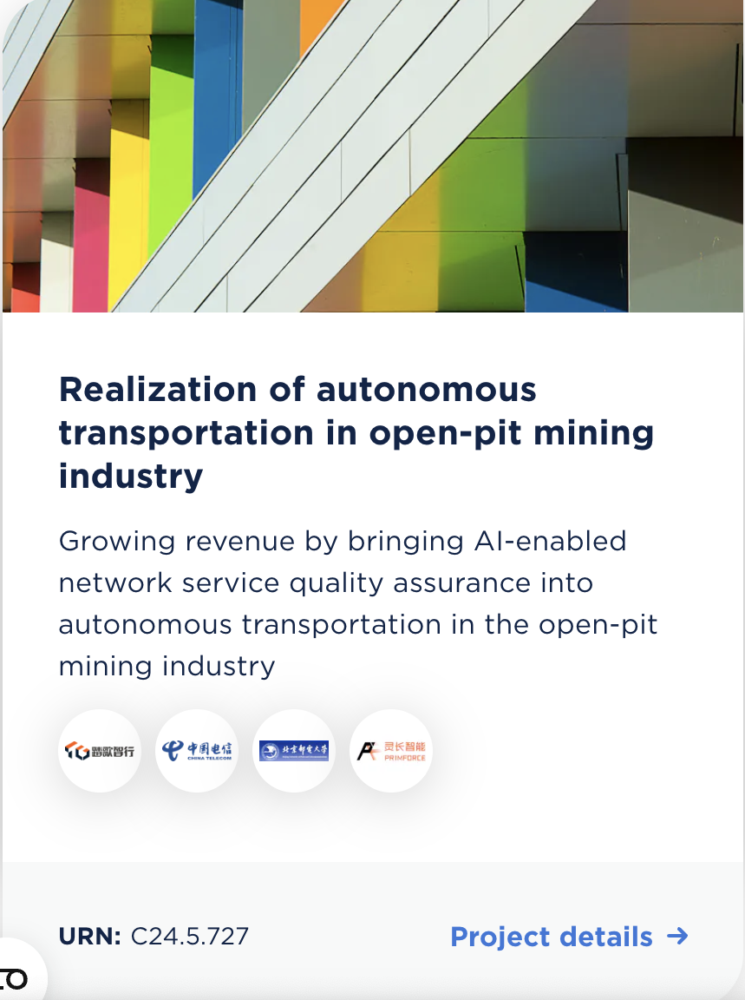 Realization of autonomous
transportation in open-pit mining
industry
Growing revenue by bringing AI-enabled
network service quality assurance into
autonomous transportation in the open-pit
mining industry
踏歌智行
中国电信
CHINA TELECOM
北京邮电大学
灵长智能
PRIMFORCE
URN: C24.5.727
Project details →